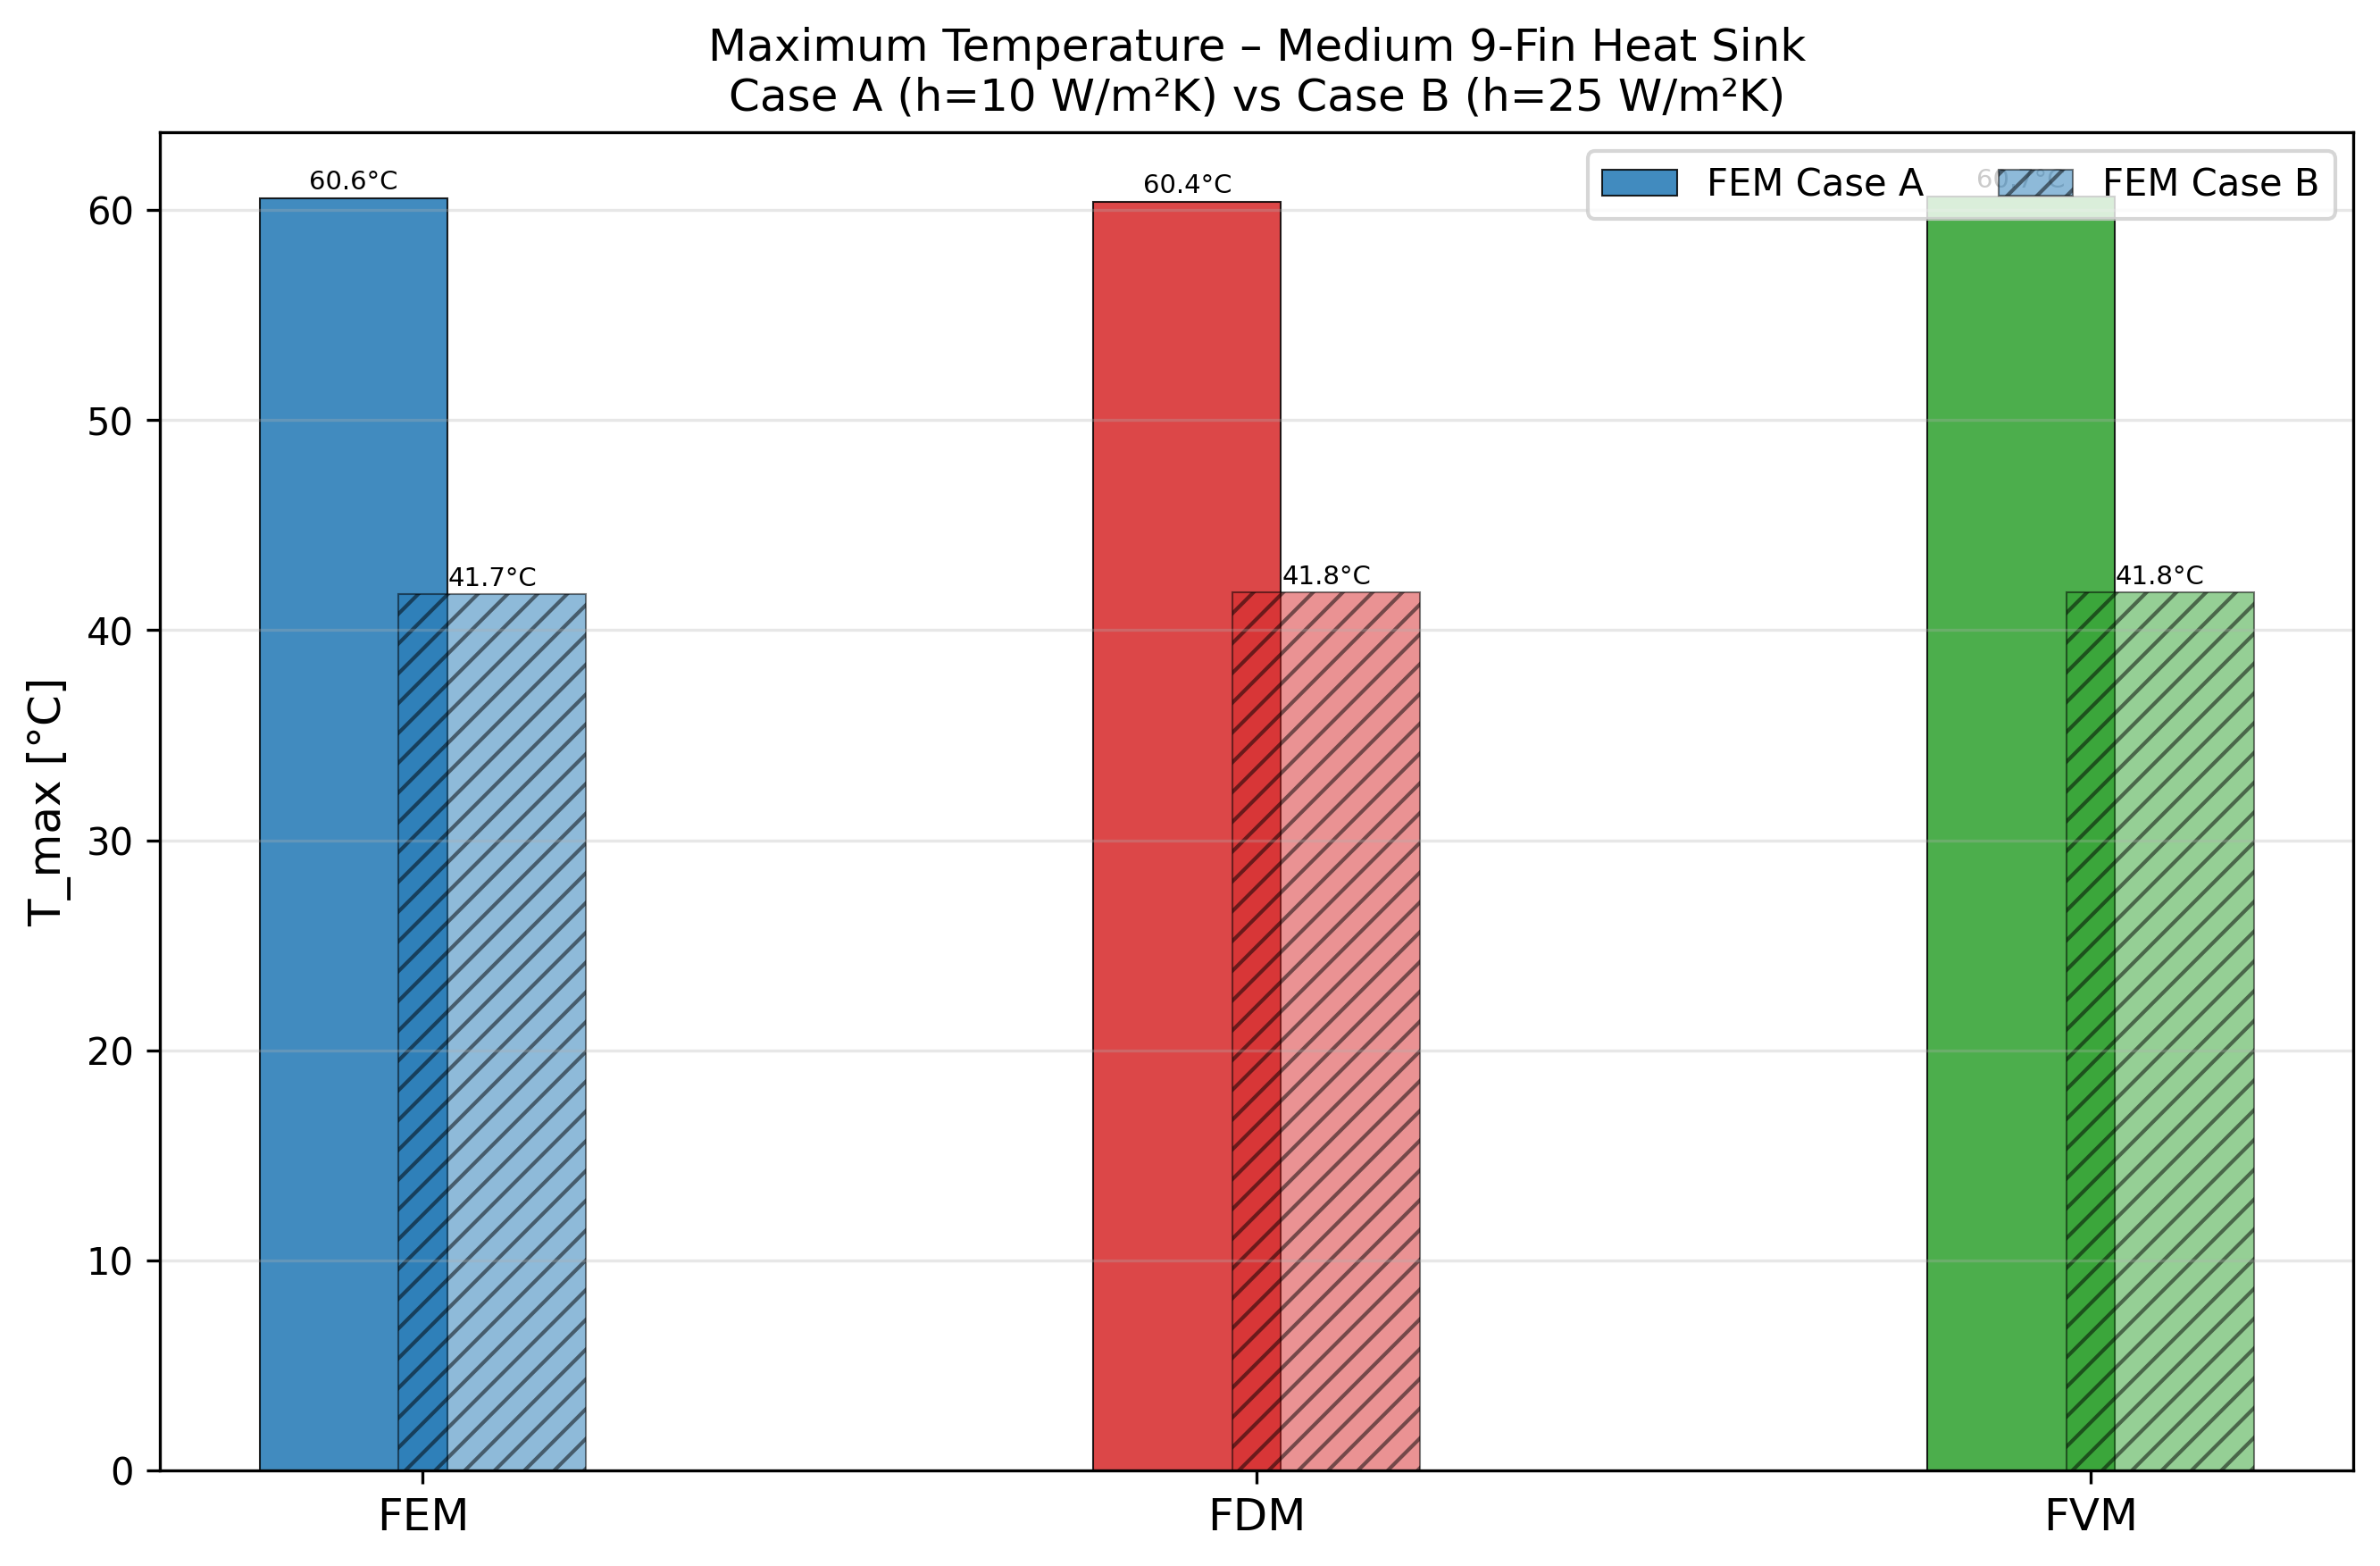 Maximum Temperature – Medium 9-Fin Heat Sink
Case A (h=10 W/m²K) vs Case B (h=25 W/m²K)
FEM Case A
FEM Case B
60.6°C
60.4°C
60.7°C
41.7°C
41.8°C
41.8°C
T_max [°C]
60
50
40
30
20
10
0
FEM
FDM
FVM